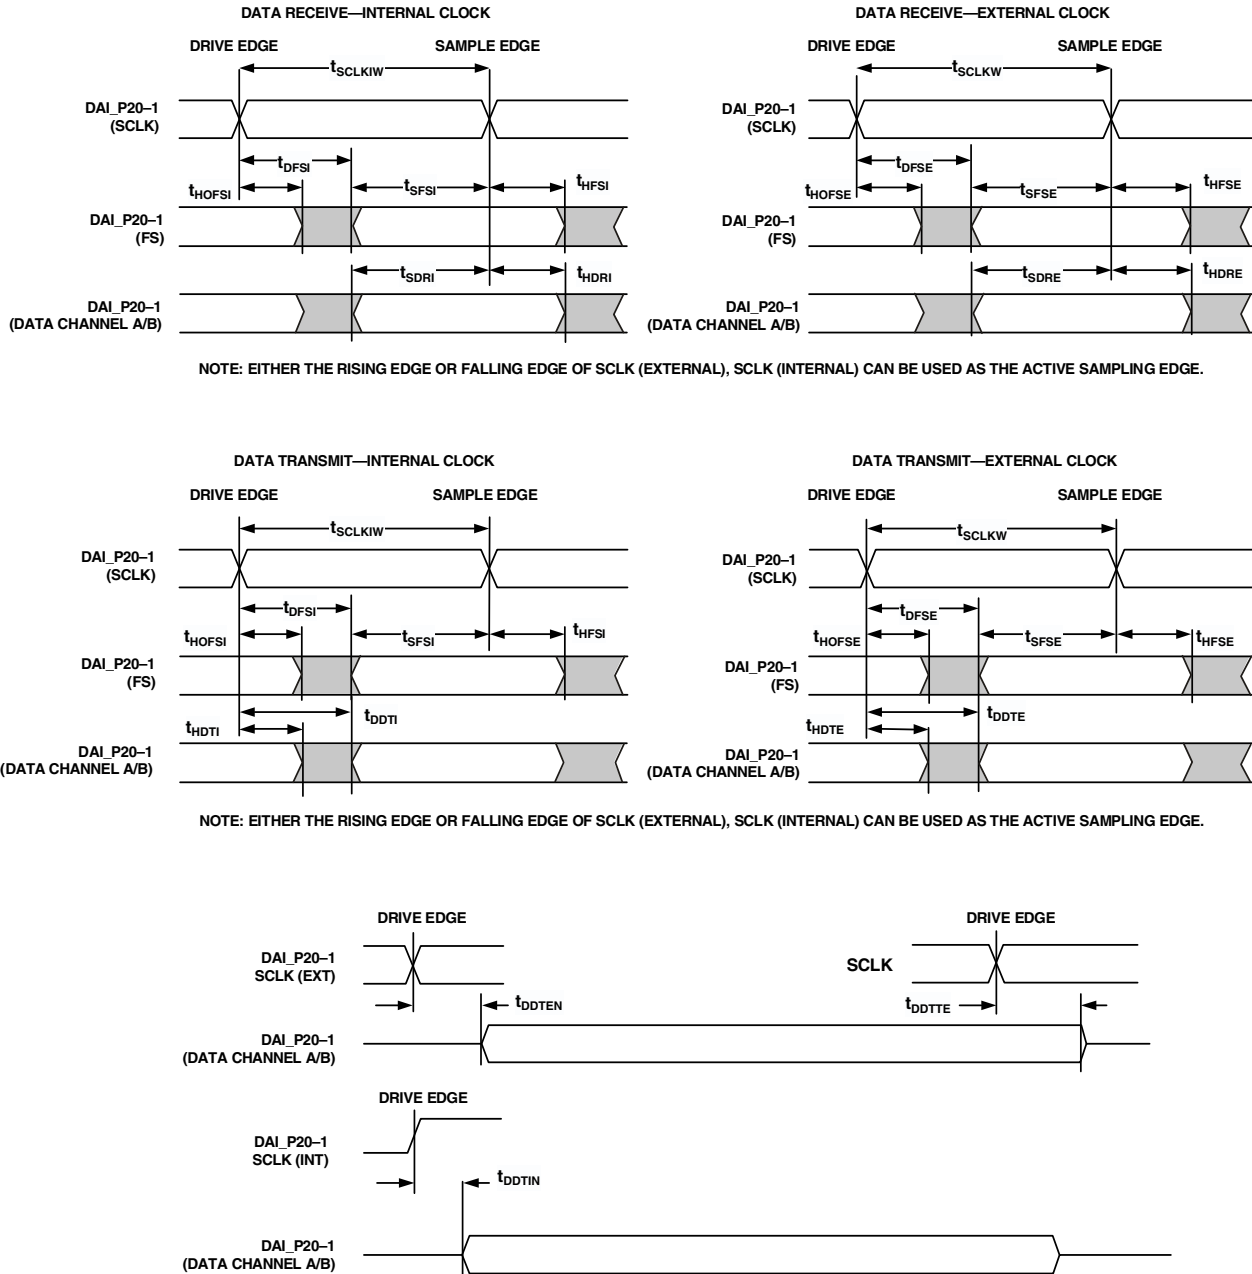 DATA RECEIVE—INTERNAL CLOCK
DRIVE EDGE
SAMPLE EDGE
tSCLKIW
DAI_P20–1
(SCLK)
tDFSI
tHOFSI
tSFSI
tHFSI
DAI_P20–1
(FS)
tSDRI
tHDRI
DAI_P20–1
(DATA CHANNEL A/B)
DATA RECEIVE—EXTERNAL CLOCK
DRIVE EDGE
SAMPLE EDGE
tSCLKW
DAI_P20–1
(SCLK)
tDFSE
tHOFSE
tSFSE
tHFSE
DAI_P20–1
(FS)
tSDRE
tHDRE
DAI_P20–1
(DATA CHANNEL A/B)
NOTE: EITHER THE RISING EDGE OR FALLING EDGE OF SCLK (EXTERNAL), SCLK (INTERNAL) CAN BE USED AS THE ACTIVE SAMPLING EDGE.
DATA TRANSMIT—INTERNAL CLOCK
DRIVE EDGE
SAMPLE EDGE
tSCLKIW
DAI_P20–1
(SCLK)
tDFSI
tHOFSI
tSFSI
tHFSI
DAI_P20–1
(FS)
tDDTI
tHDTI
DAI_P20–1
(DATA CHANNEL A/B)
DATA TRANSMIT—EXTERNAL CLOCK
DRIVE EDGE
SAMPLE EDGE
tSCLKW
DAI_P20–1
(SCLK)
tDFSE
tHOFSE
tSFSE
tHFSE
DAI_P20–1
(FS)
tDDTE
tHDTE
DAI_P20–1
(DATA CHANNEL A/B)
NOTE: EITHER THE RISING EDGE OR FALLING EDGE OF SCLK (EXTERNAL), SCLK (INTERNAL) CAN BE USED AS THE ACTIVE SAMPLING EDGE.
DRIVE EDGE
DRIVE EDGE
DAI_P20–1
SCLK (EXT)
SCLK
tDDTEN
tDDTTE
DAI_P20–1
(DATA CHANNEL A/B)
DRIVE EDGE
DAI_P20–1
SCLK (INT)
tDDTIN
DAI_P20–1
(DATA CHANNEL A/B)